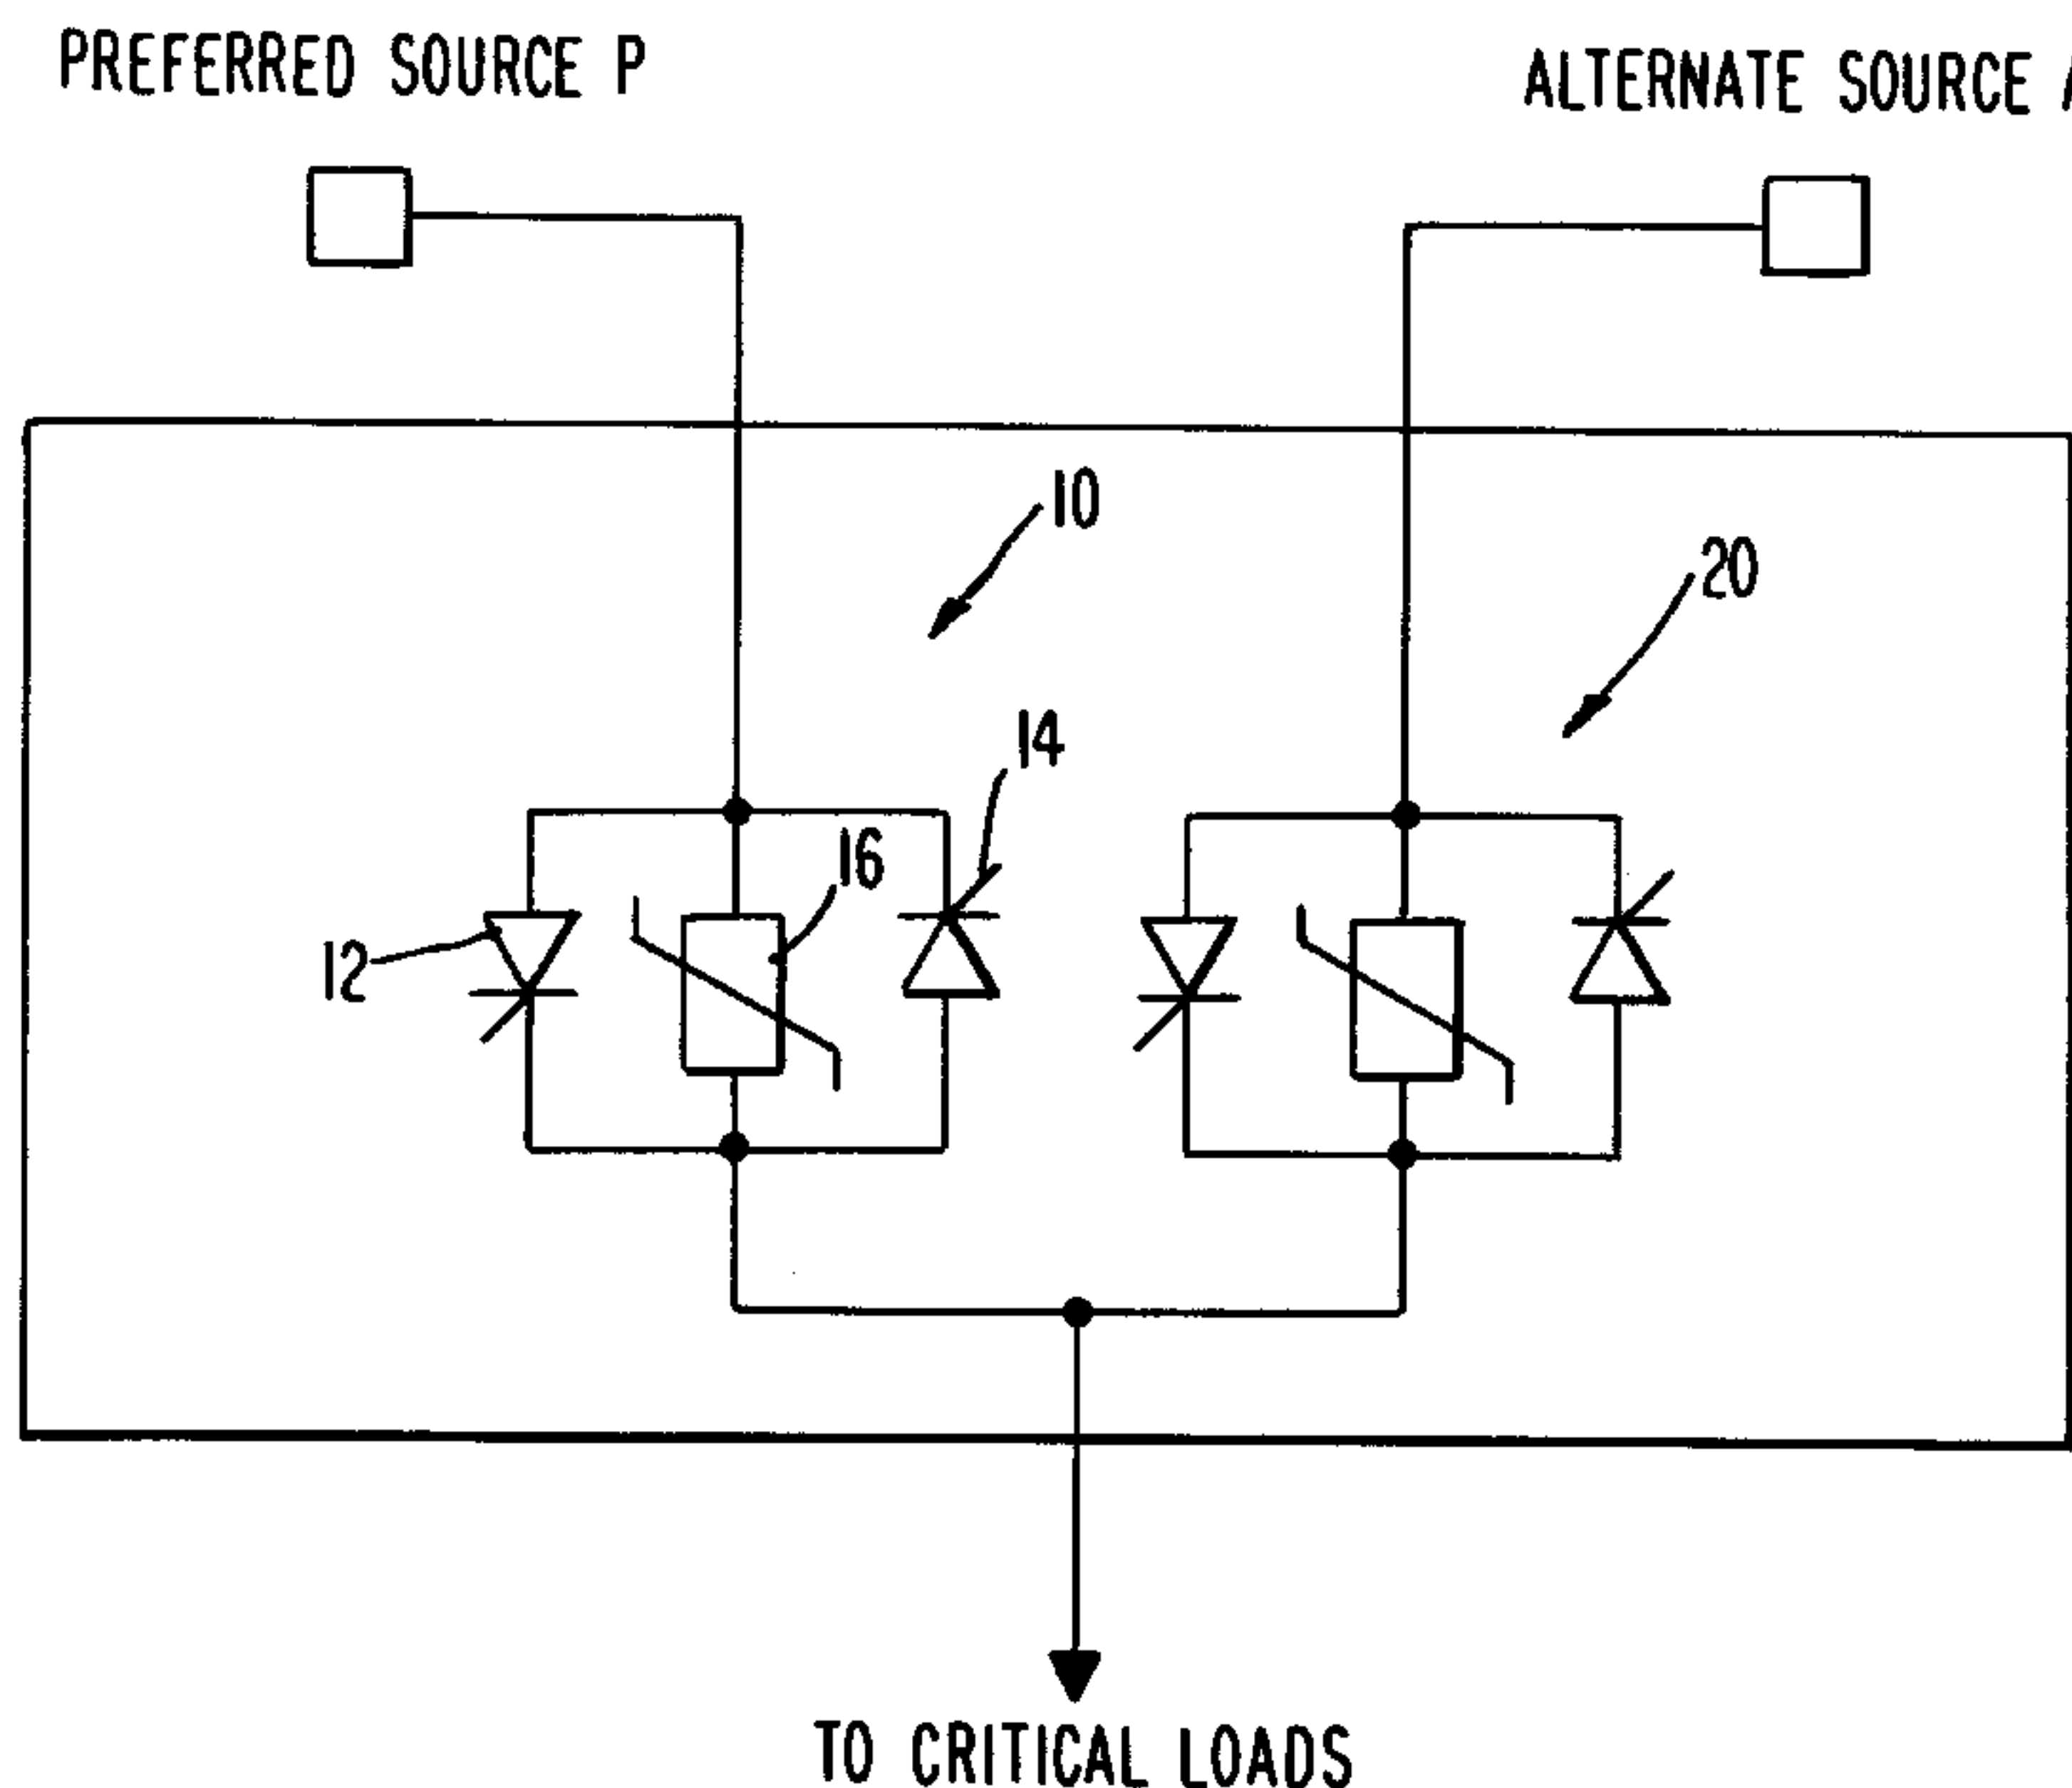 PREFERRED SOURCE P
ALTERNATE SOURCE
10
20
14
16
12
TO CRITICAL LOADS